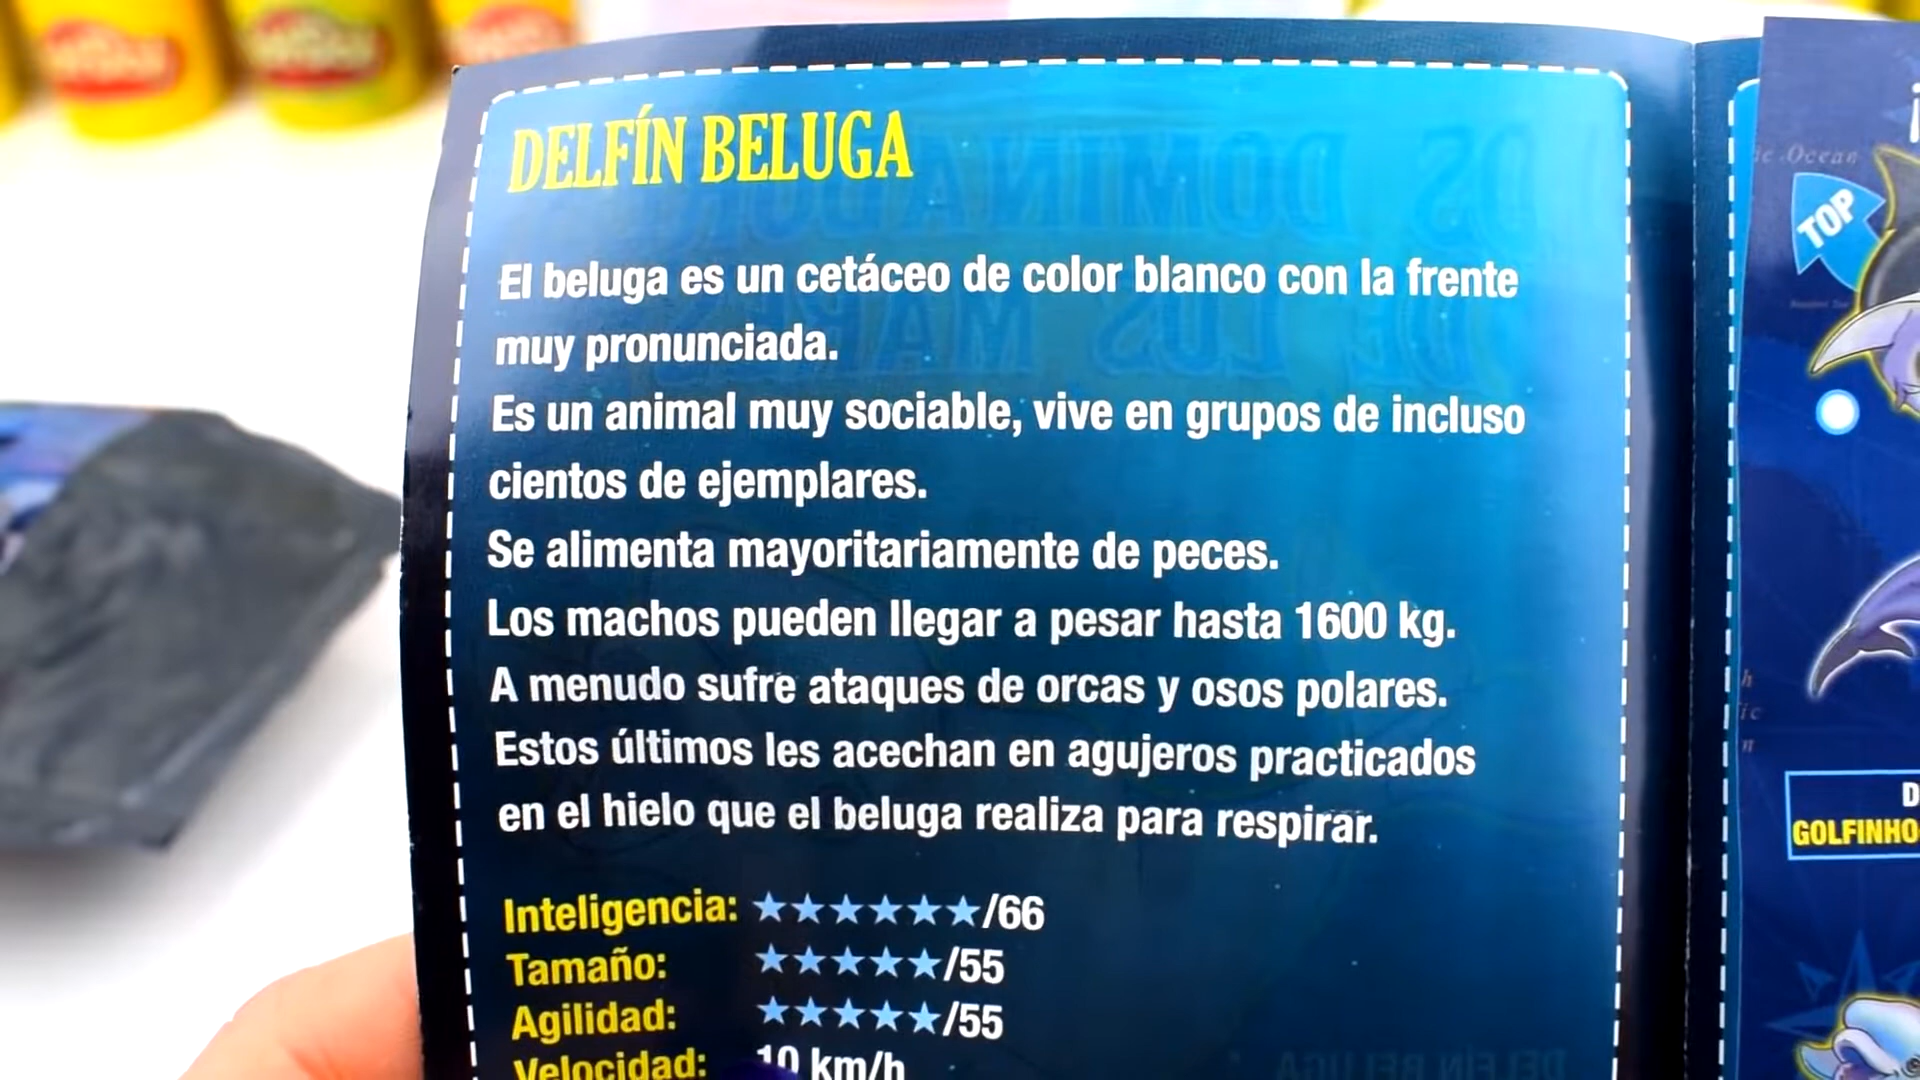 DELFÍN BELUGA
El beluga es un cetáceo de color blanco con la frente
muy pronunciada.
Es un animal muy sociable, vive en grupos de incluso
cientos de ejemplares.
Se alimenta mayoritariamente de peces.
Los machos pueden llegar a pesar hasta 1600 kg.
A menudo sufre ataques de orcas y osos polares.
Estos últimos les acechan en agujeros practicados
en el hielo que el beluga realiza para respirar.
Inteligencia: ★★★★★★/66
Tamaño: ★★★★★/55
Agilidad: ★★★★★/55
Velocidad: 10 km/h
Ocean
TOP
GOLFINHO